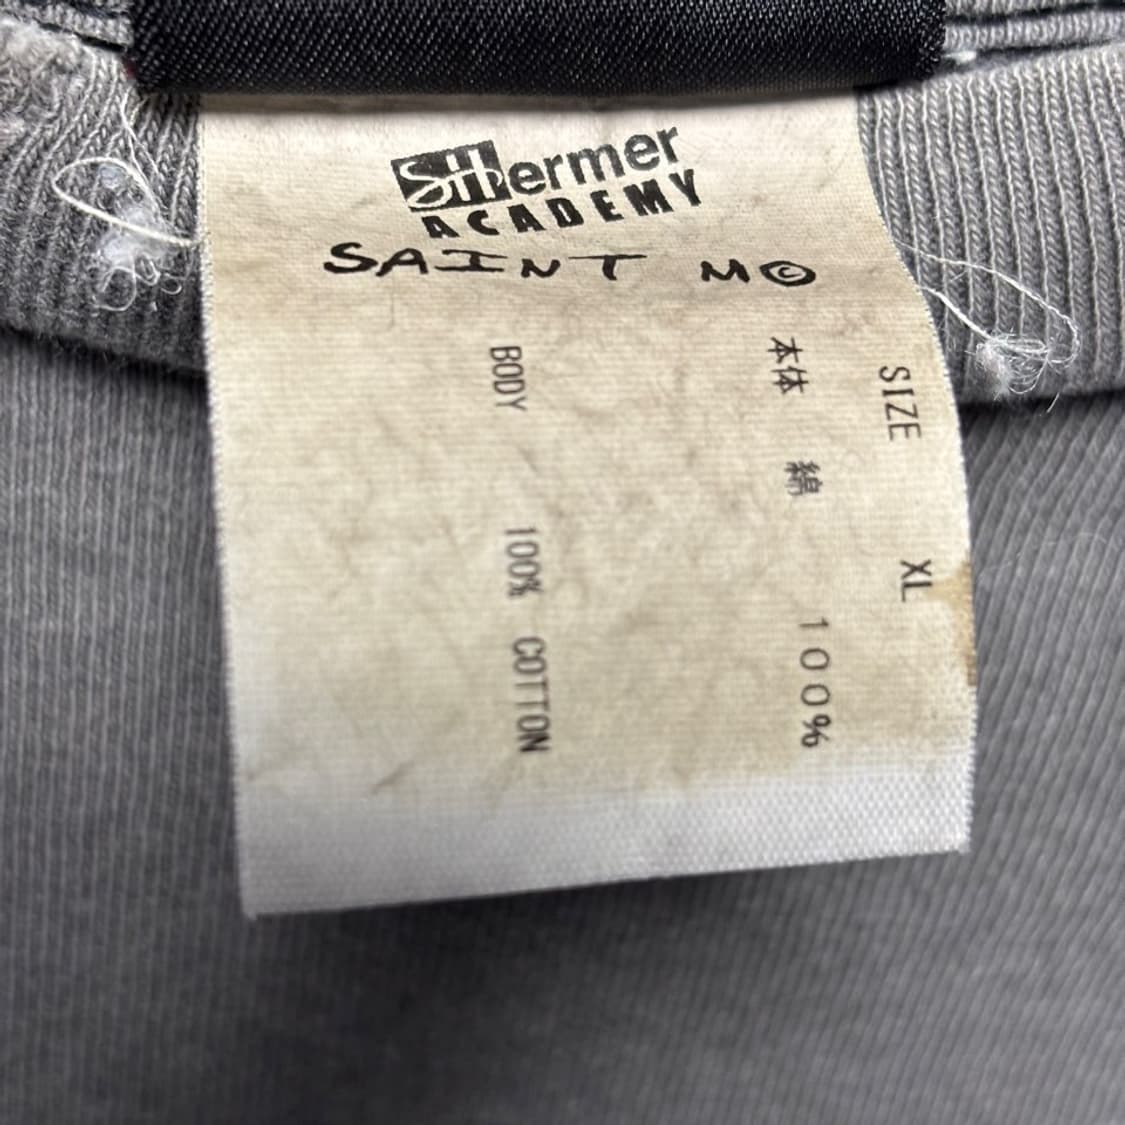 SHermer
ACADEMY
SAINT M©
SIZE XL
本体 綿 100%
BODY 100% COTTON